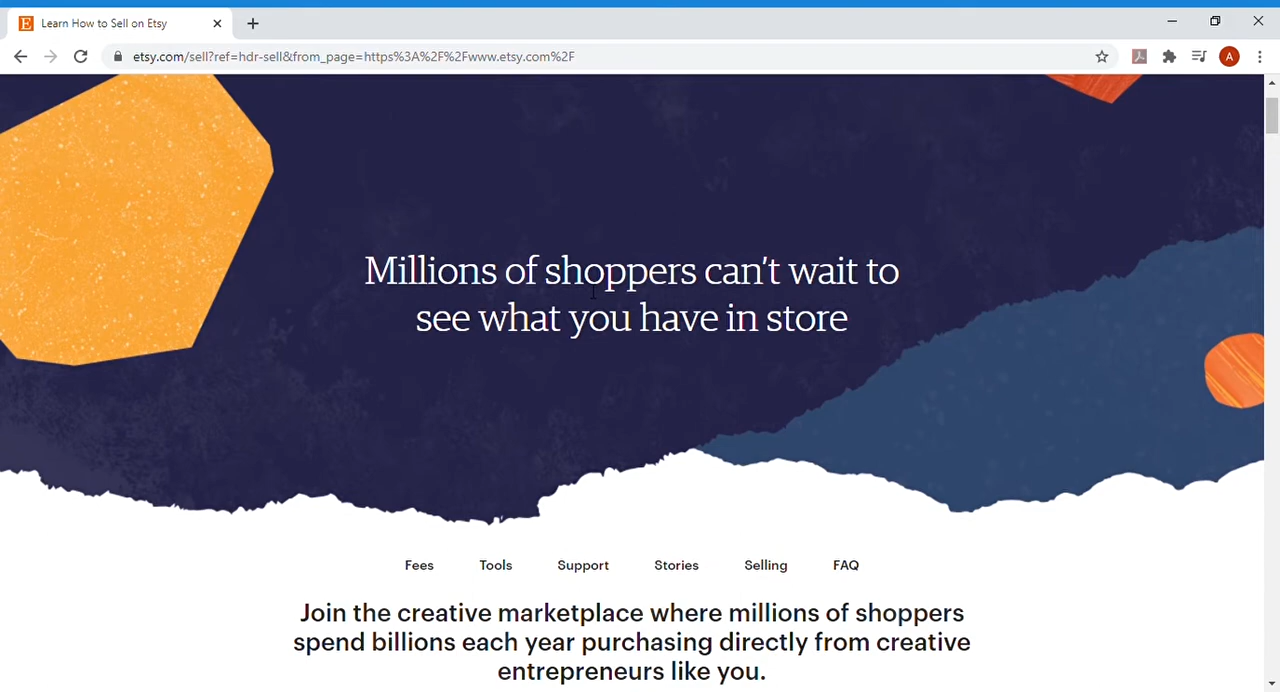 Learn How to Sell on Etsy
etsy.com/sell?ref=hdr-sell&from_page=https%3A%2F%2Fwww.etsy.com%2F
A
Millions of shoppers can't wait to
see what you have in store
Fees Tools Support Stories Selling FAQ
Join the creative marketplace where millions of shoppers
spend billions each year purchasing directly from creative
entrepreneurs like you.